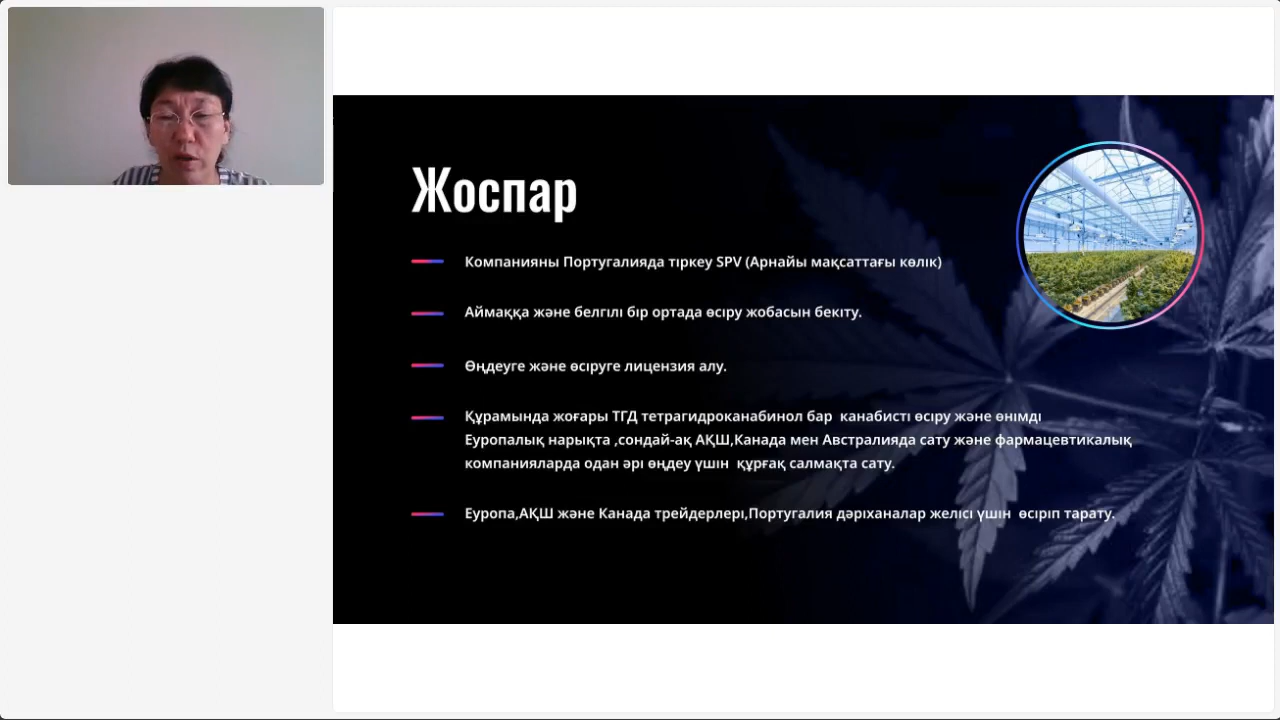 Жоспар
Компанияны Португалияда тіркеу SPV (Арнайы мақсаттағы көлік)
Аймаққа және белгілі бір ортада өсіру жобасын бекіту.
Өңдеуге және өсіруге лицензия алу.
Құрамында жоғары ТГД тетрагидроканабинол бар канабисті өсіру және өнімді
Еуропалық нарықта ,сондай-ақ АҚШ,Канада мен Австралияда сату және фармацевтикалық
компанияларда одан әрі өңдеу үшін құрғақ салмақта сату.
Еуропа,АҚШ және Канада трейдерлері,Португалия дәріханалар желісі үшін өсіріп тарату.